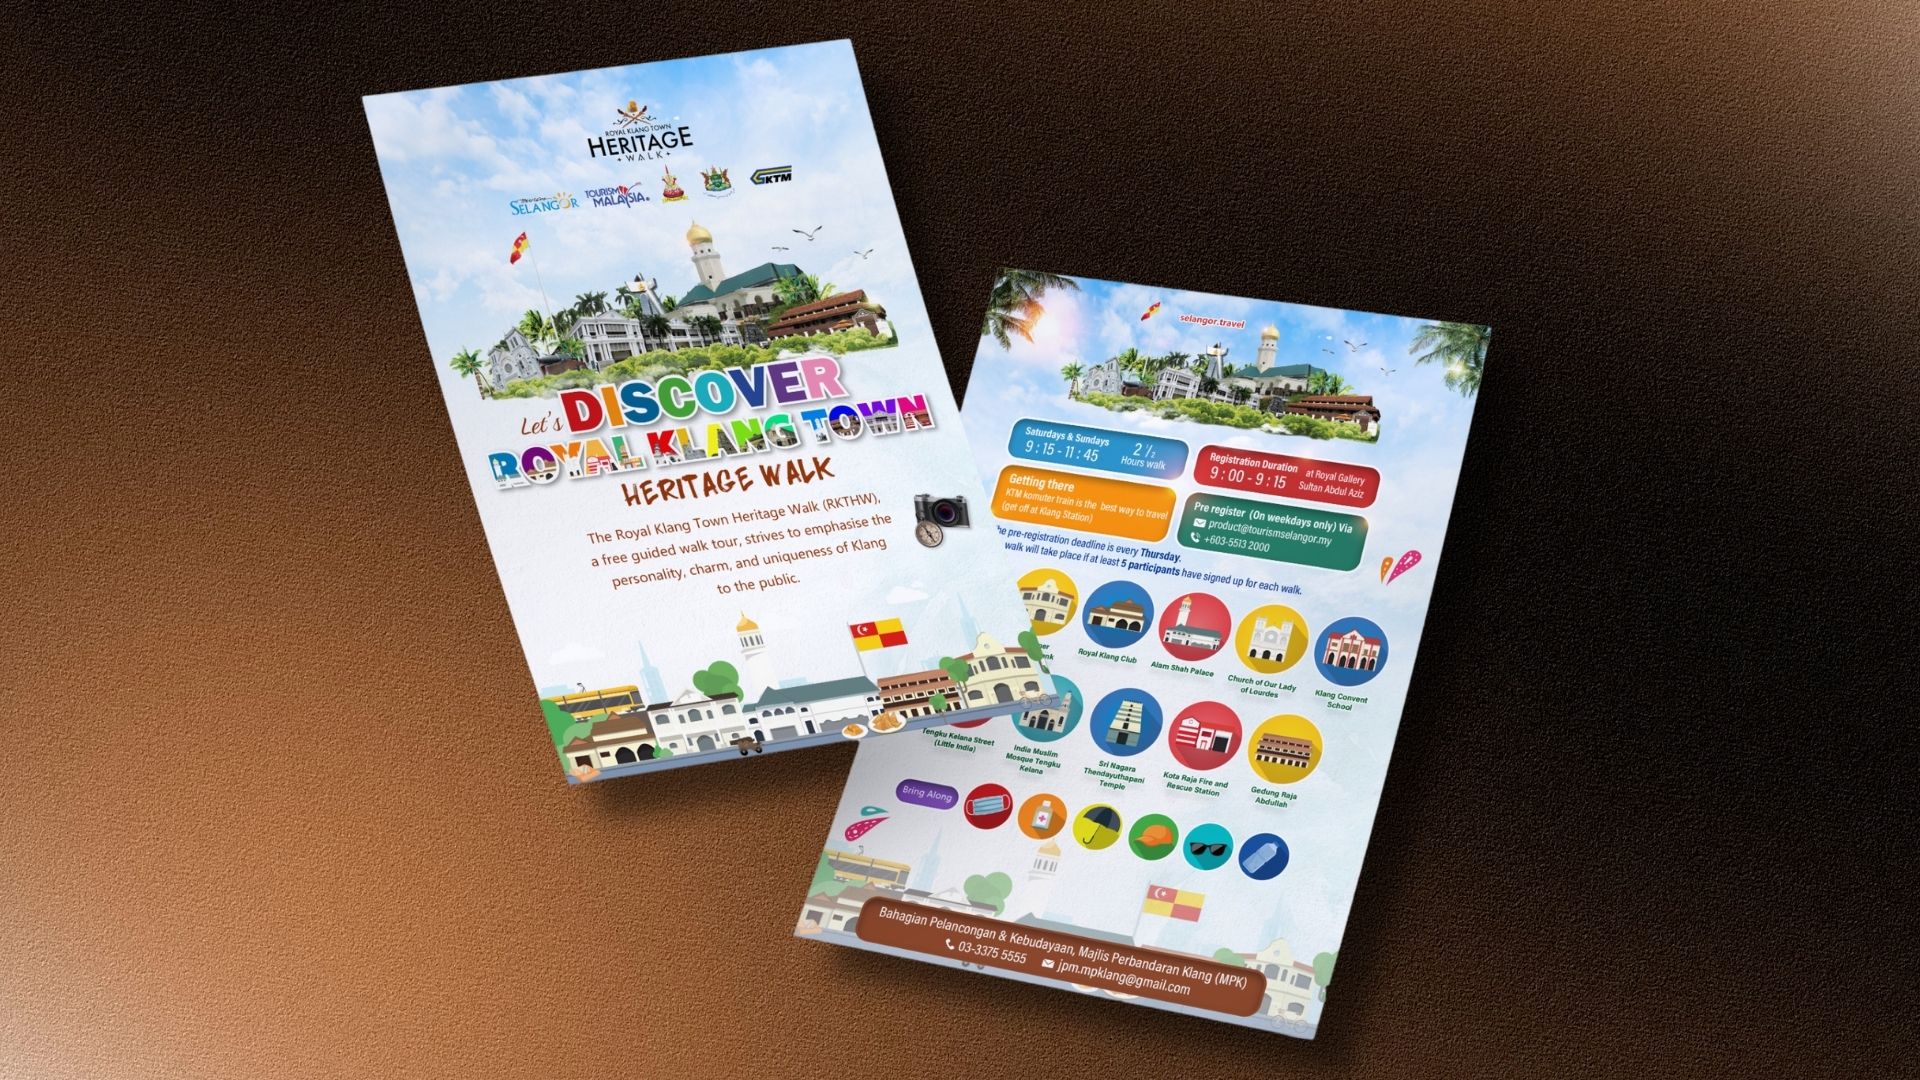 ROYAL KLANG TOWN
HERITAGE
WALK
SELANGOR
TOURISM
MALAYSIA
KTM
Let's DISCOVER
ROYAL KLANG TOWN
HERITAGE WALK
The Royal Klang Town Heritage Walk (RKTHW),
a free guided walk tour, strives to emphasise the
personality, charm, and uniqueness of Klang
to the public.
selangor.travel
Saturdays & Sundays
9 : 15 - 11 : 45
2 1/2
Hours walk
Registration Duration
9 : 00 - 9 : 15
at Royal Gallery
Sultan Abdul Aziz
Getting there
KTM komuter train is the best way to travel
(get off at Klang Station)
Pre register (On weekdays only) Via
product@tourismselangor.my
+603-5513 2000
pre-registration deadline is every Thursday.
walk will take place if at least 5 participants have signed up for each walk.
Royal Klang Club
Alam Shah Palace
Church of Our Lady
of Lourdes
Klang Convent
School
Tengku Kelana Street
(Little India)
India Muslim
Mosque Tengku
Kelana
Sri Nagara
Thendayuthapani
Temple
Kota Raja Fire and
Rescue Station
Gedung Raja
Abdullah
Bring Along
Bahagian Pelancongan & Kebudayaan, Majlis Perbandaran Klang (MPK)
03-3375 5555 jpm.mpklang@gmail.com